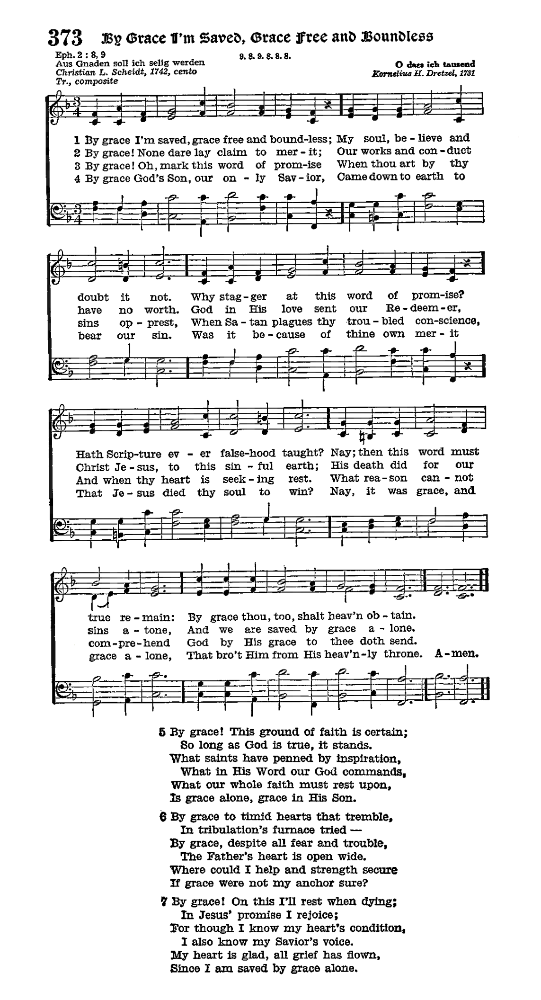 373 By Grace I'm Saved, Grace Free and Boundless
Eph. 2 : 8, 9
9. 8. 9. 8. 8. 8.
Aus Gnaden soll ich selig werden
O dass ich tausend
Christian L. Scheidt, 1742, cento
Kornelius H. Dretzel, 1731
Tr., composite
3 4
1 By grace I'm saved, grace free and bound-less; My soul, be - lieve and
2 By grace! None dare lay claim to mer - it; Our works and con - duct
3 By grace! Oh, mark this word of prom-ise When thou art by thy
4 By grace God's Son, our on - ly Sav - ior, Came down to earth to
3 4
doubt it not. Why stag - ger at this word of prom-ise?
have no worth. God in His love sent our Re - deem - er,
sins op - prest, When Sa - tan plagues thy trou - bled con-science,
bear our sin. Was it be - cause of thine own mer - it
Hath Scrip-ture ev - er false-hood taught? Nay; then this word must
Christ Je - sus, to this sin - ful earth; His death did for our
And when thy heart is seek - ing rest. What rea - son can - not
That Je - sus died thy soul to win? Nay, it was grace, and
true re - main: By grace thou, too, shalt heav'n ob - tain.
sins a - tone, And we are saved by grace a - lone.
com-pre-hend God by His grace to thee doth send.
grace a - lone, That bro't Him from His heav'n-ly throne. A-men.
5 By grace! This ground of faith is certain;
So long as God is true, it stands.
What saints have penned by inspiration,
What in His Word our God commands,
What our whole faith must rest upon,
Is grace alone, grace in His Son.
6 By grace to timid hearts that tremble,
In tribulation's furnace tried —
By grace, despite all fear and trouble,
The Father's heart is open wide.
Where could I help and strength secure
If grace were not my anchor sure?
7 By grace! On this I'll rest when dying;
In Jesus' promise I rejoice;
For though I know my heart's condition,
I also know my Savior's voice.
My heart is glad, all grief has flown,
Since I am saved by grace alone.